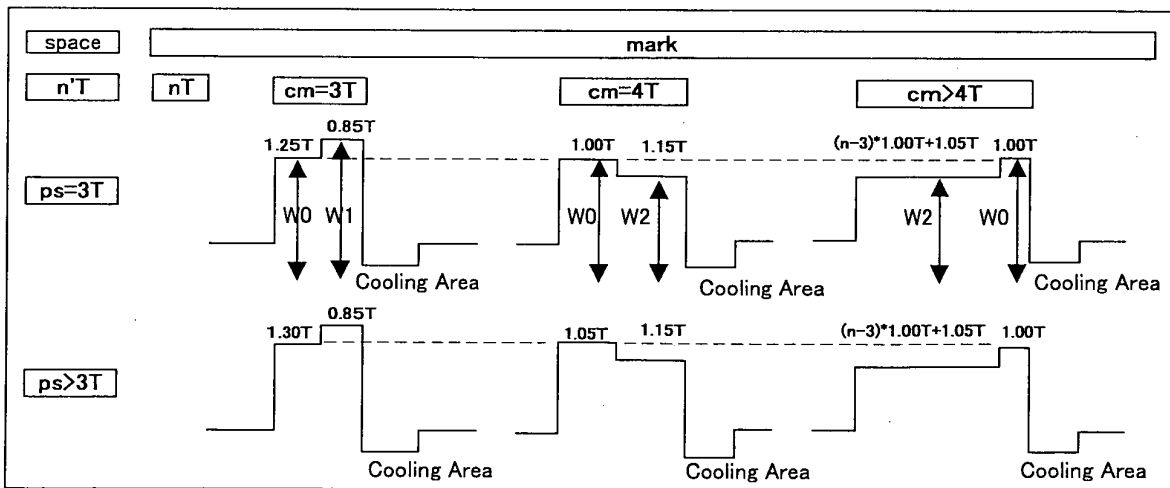 space
mark
n'T
nT
cm=3T
cm=4T
cm>4T
ps=3T
1.25T
0.85T
W0
W1
Cooling Area
1.00T
1.15T
W0
W2
Cooling Area
(n-3)*1.00T+1.05T
1.00T
W2
W0
Cooling Area
ps>3T
1.30T
0.85T
Cooling Area
1.05T
1.15T
Cooling Area
(n-3)*1.00T+1.05T
1.00T
Cooling Area